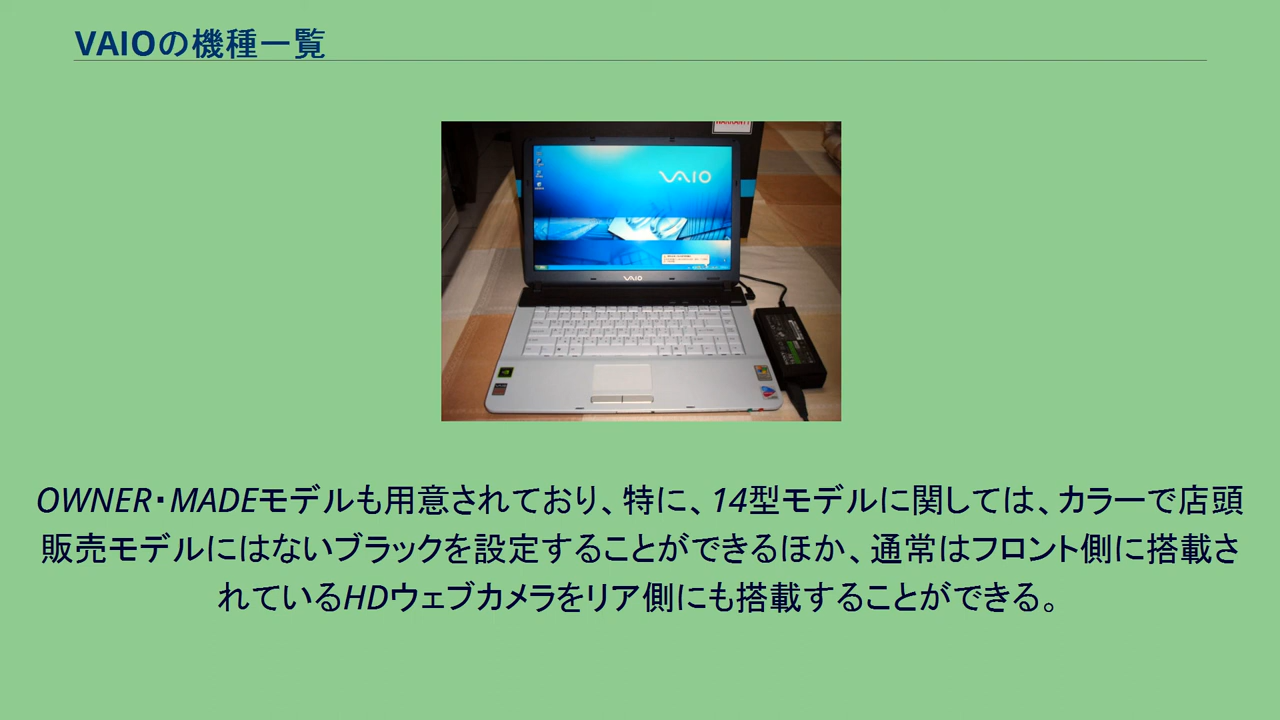 VAIOの機種一覧
VAIO
VAIO
OWNER・MADEモデルも用意されており、特に、14型モデルに関しては、カラーで店頭
販売モデルにはないブラックを設定することができるほか、通常はフロント側に搭載さ
れているHDウェブカメラをリア側にも搭載することができる。